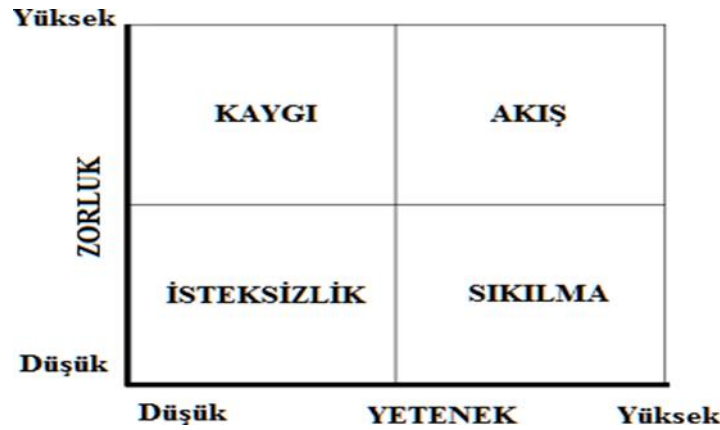 Yüksek
KAYGI AKIŞ
ZORLUK
İSTEKSİZLİK SIKILMA
Düşük
Düşük YETENEK Yüksek